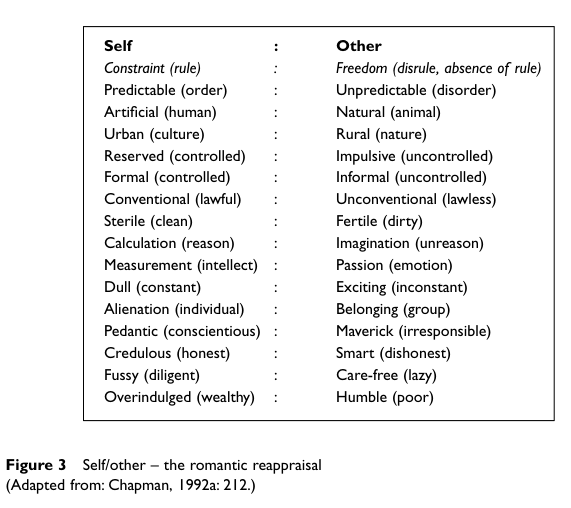 Self : Other
Constraint (rule) : Freedom (disrule, absence of rule)
Predictable (order) : Unpredictable (disorder)
Artificial (human) : Natural (animal)
Urban (culture) : Rural (nature)
Reserved (controlled) : Impulsive (uncontrolled)
Formal (controlled) : Informal (uncontrolled)
Conventional (lawful) : Unconventional (lawless)
Sterile (clean) : Fertile (dirty)
Calculation (reason) : Imagination (unreason)
Measurement (intellect) : Passion (emotion)
Dull (constant) : Exciting (inconstant)
Alienation (individual) : Belonging (group)
Pedantic (conscientious) : Maverick (irresponsible)
Credulous (honest) : Smart (dishonest)
Fussy (diligent) : Care-free (lazy)
Overindulged (wealthy) : Humble (poor)
Figure 3 Self/other – the romantic reappraisal
(Adapted from: Chapman, 1992a: 212.)